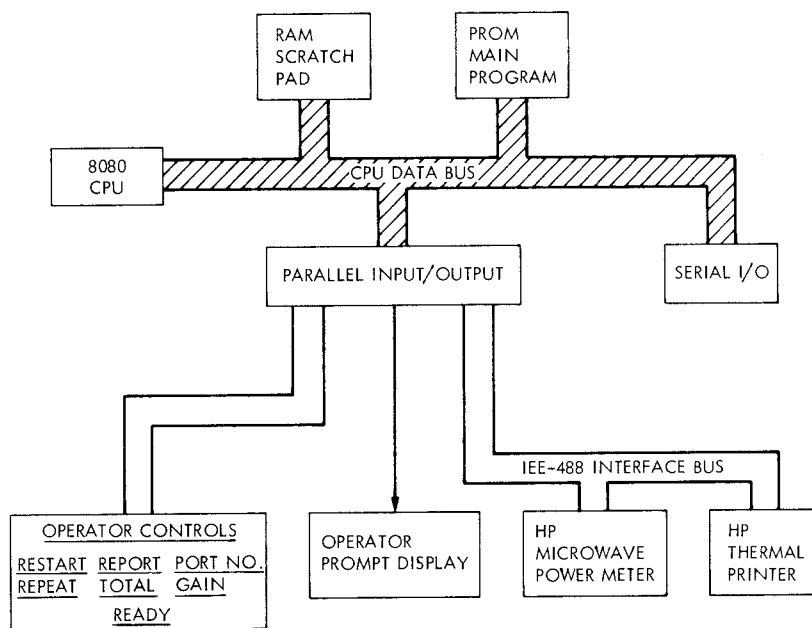 RAM
SCRATCH
PAD
PROM
MAIN
PROGRAM
8080
CPU
CPU DATA BUS
PARALLEL INPUT/OUTPUT
SERIAL I/O
IEE-488 INTERFACE BUS
OPERATOR CONTROLS
RESTART REPORT PORT NO.
REPEAT TOTAL GAIN
READY
OPERATOR
PROMPT DISPLAY
HP
MICROWAVE
POWER METER
HP
THERMAL
PRINTER